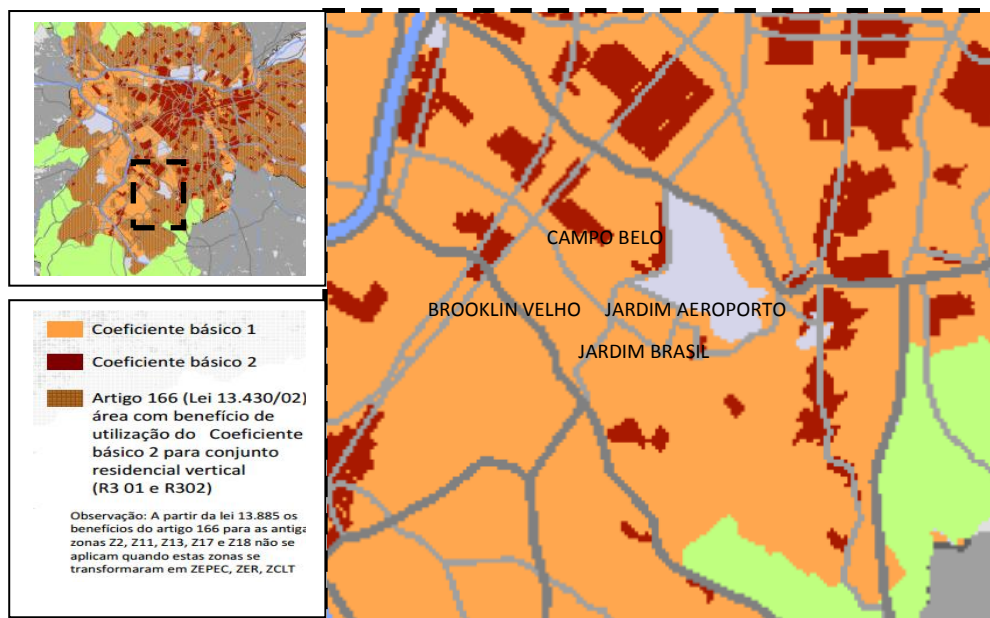 Coeficiente básico 1
Coeficiente básico 2
Artigo 166 (Lei 13.430/02)
área com benefício de
utilização do Coeficiente
básico 2 para conjunto
residencial vertical
(R3 01 e R302)
Observação: A partir da lei 13.885 os
benefícios do artigo 166 para as antiga
zonas Z2, Z11, Z13, Z17 e Z18 não se
aplicam quando estas zonas se
transformaram em ZEPEC, ZER, ZCLT
CAMPO BELO
BROOKLIN VELHO JARDIM AEROPORTO
JARDIM BRASIL